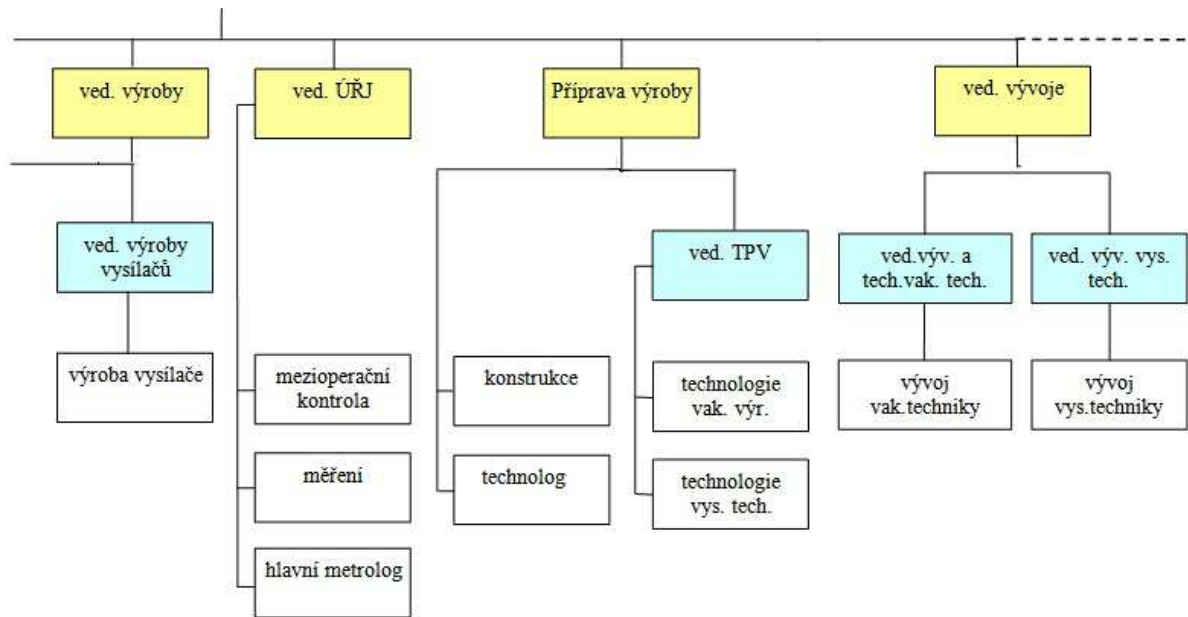 ved. výroby
ved. ÚŘJ
Příprava výroby
ved. vývoje
ved. výroby
vysílačů
ved. TPV
ved.výv. a
tech.vak. tech.
ved. výv. vys.
tech.
výroba vysílače
mezioperační
kontrola
konstrukce
technologie
vak. výr.
vývoj
vak.techniky
vývoj
vys.techniky
měření
technolog
technologie
vys. tech.
hlavní metrolog